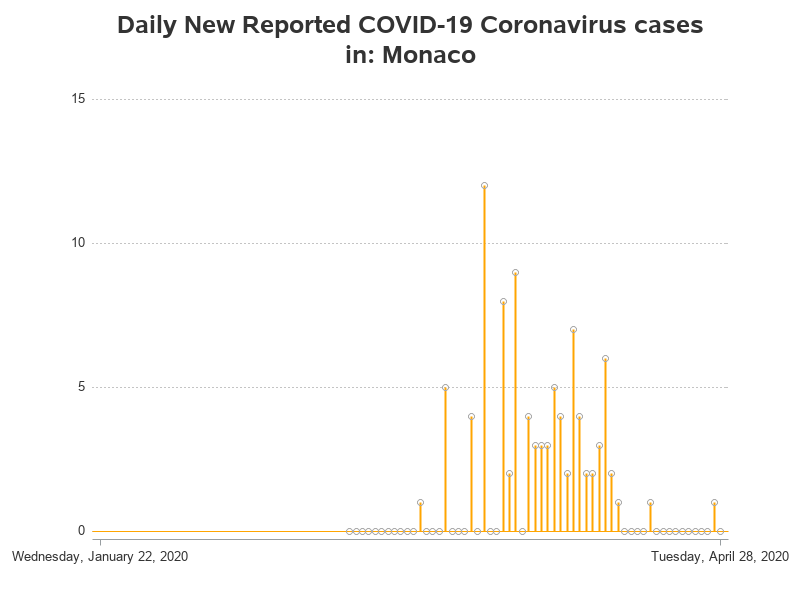 Daily New Reported COVID-19 Coronavirus cases
in: Monaco
15
10
5
0
Wednesday, January 22, 2020
Tuesday, April 28, 2020